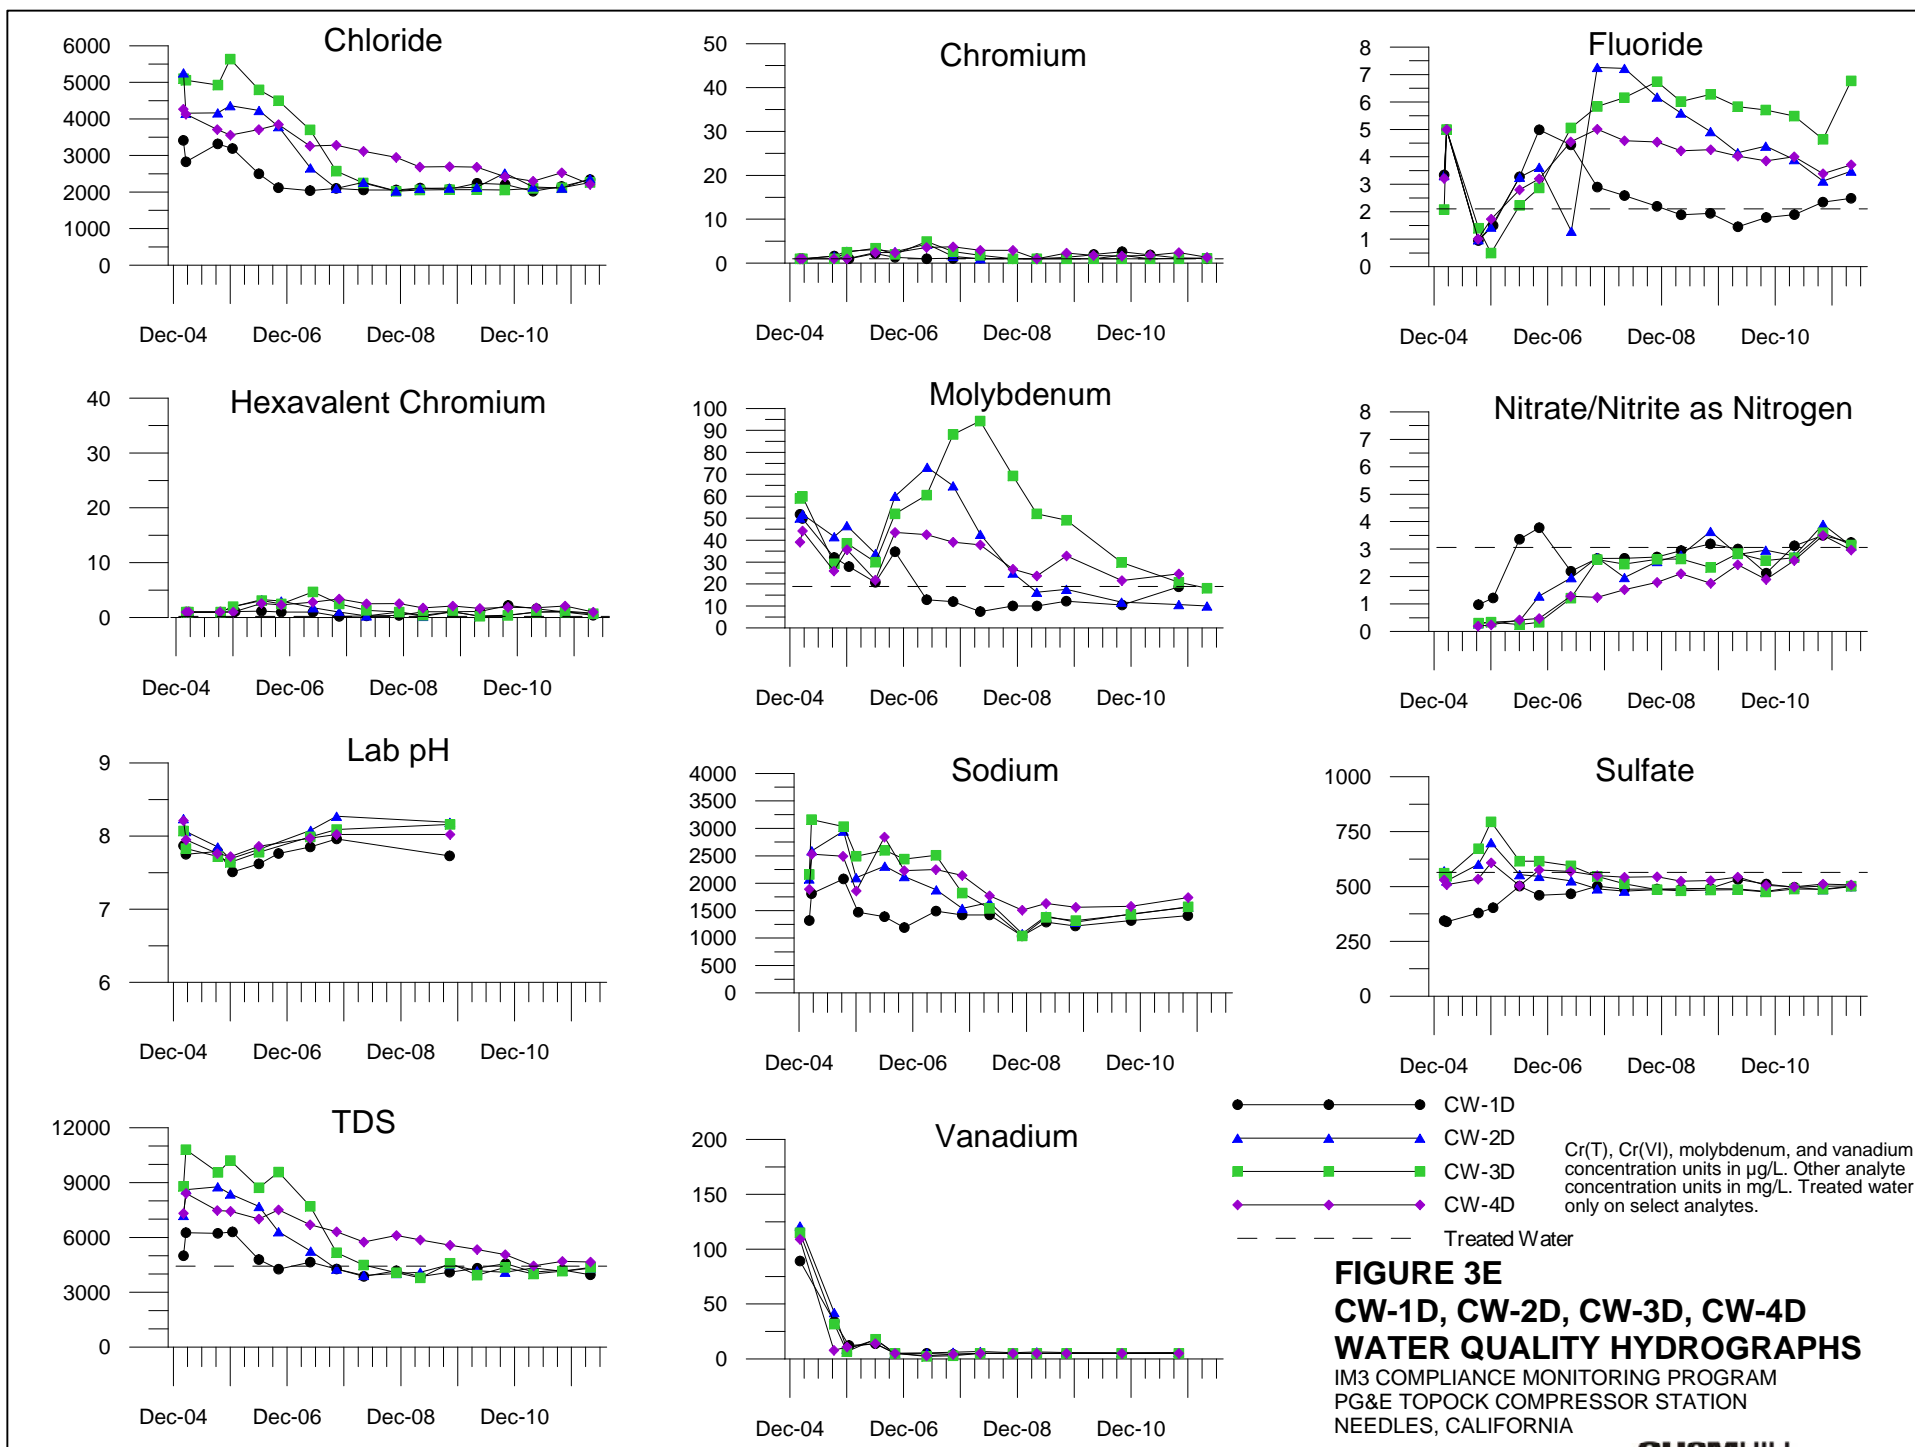 Chloride
6000
5000
4000
3000
2000
1000
0
Dec-04 Dec-06 Dec-08 Dec-10
Chromium
50
40
30
20
10
0
Dec-04 Dec-06 Dec-08 Dec-10
Fluoride
8
7
6
5
4
3
2
1
0
Dec-04 Dec-06 Dec-08 Dec-10
Hexavalent Chromium
40
30
20
10
0
Dec-04 Dec-06 Dec-08 Dec-10
Molybdenum
100
90
80
70
60
50
40
30
20
10
0
Dec-04 Dec-06 Dec-08 Dec-10
Nitrate/Nitrite as Nitrogen
8
7
6
5
4
3
2
1
0
Dec-04 Dec-06 Dec-08 Dec-10
Lab pH
9
8
7
6
Dec-04 Dec-06 Dec-08 Dec-10
Sodium
4000
3500
3000
2500
2000
1500
1000
500
0
Dec-04 Dec-06 Dec-08 Dec-10
Sulfate
1000
750
500
250
0
Dec-04 Dec-06 Dec-08 Dec-10
TDS
12000
9000
6000
3000
0
Dec-04 Dec-06 Dec-08 Dec-10
Vanadium
200
150
100
50
0
Dec-04 Dec-06 Dec-08 Dec-10
CW-1D
CW-2D
CW-3D
CW-4D
Treated Water
Cr(T), Cr(VI), molybdenum, and vanadium
concentration units in µg/L. Other analyte
concentration units in mg/L. Treated water
only on select analytes.
FIGURE 3E
CW-1D, CW-2D, CW-3D, CW-4D
WATER QUALITY HYDROGRAPHS
IM3 COMPLIANCE MONITORING PROGRAM
PG&E TOPOCK COMPRESSOR STATION
NEEDLES, CALIFORNIA